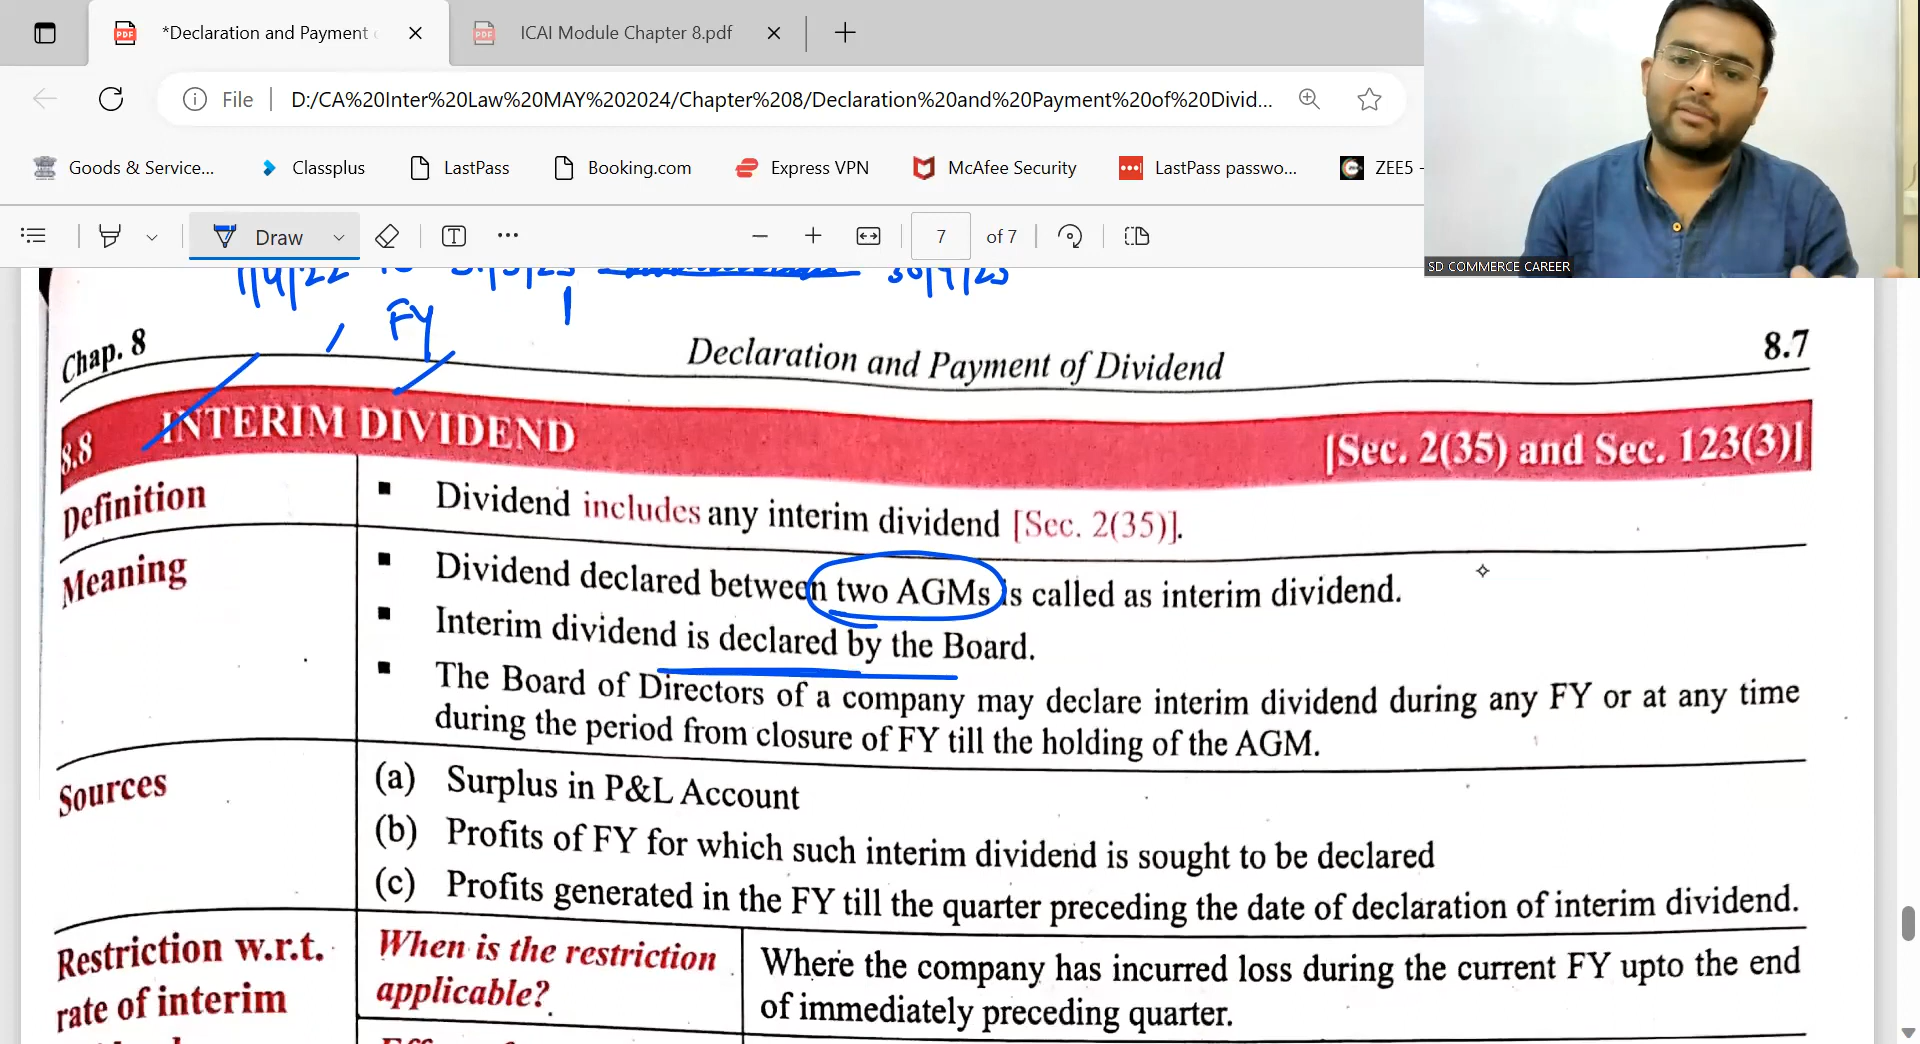 *Declaration and Payment
ICAI Module Chapter 8.pdf
File
D:/CA%20Inter%20Law%20MAY%202024/Chapter%208/Declaration%20and%20Payment%20of%20Divid...
Goods & Service...
Classplus
LastPass
Booking.com
Express VPN
McAfee Security
LastPass passwo...
ZEE5 -
Draw
7
of 7
SD COMMERCE CAREER
FY
Chap. 8
Declaration and Payment of Dividend
8.7
8.8 INTERIM DIVIDEND
[Sec. 2(35) and Sec. 123(3)]
Definition
▪ Dividend includes any interim dividend [Sec. 2(35)].
Meaning
▪ Dividend declared between two AGMs is called as interim dividend.
▪ Interim dividend is declared by the Board.
▪ The Board of Directors of a company may declare interim dividend during any FY or at any time
during the period from closure of FY till the holding of the AGM.
Sources
(a) Surplus in P&L Account
(b) Profits of FY for which such interim dividend is sought to be declared
(c) Profits generated in the FY till the quarter preceding the date of declaration of interim dividend.
Restriction w.r.t.
rate of interim
When is the restriction
applicable?
Where the company has incurred loss during the current FY upto the end
of immediately preceding quarter.